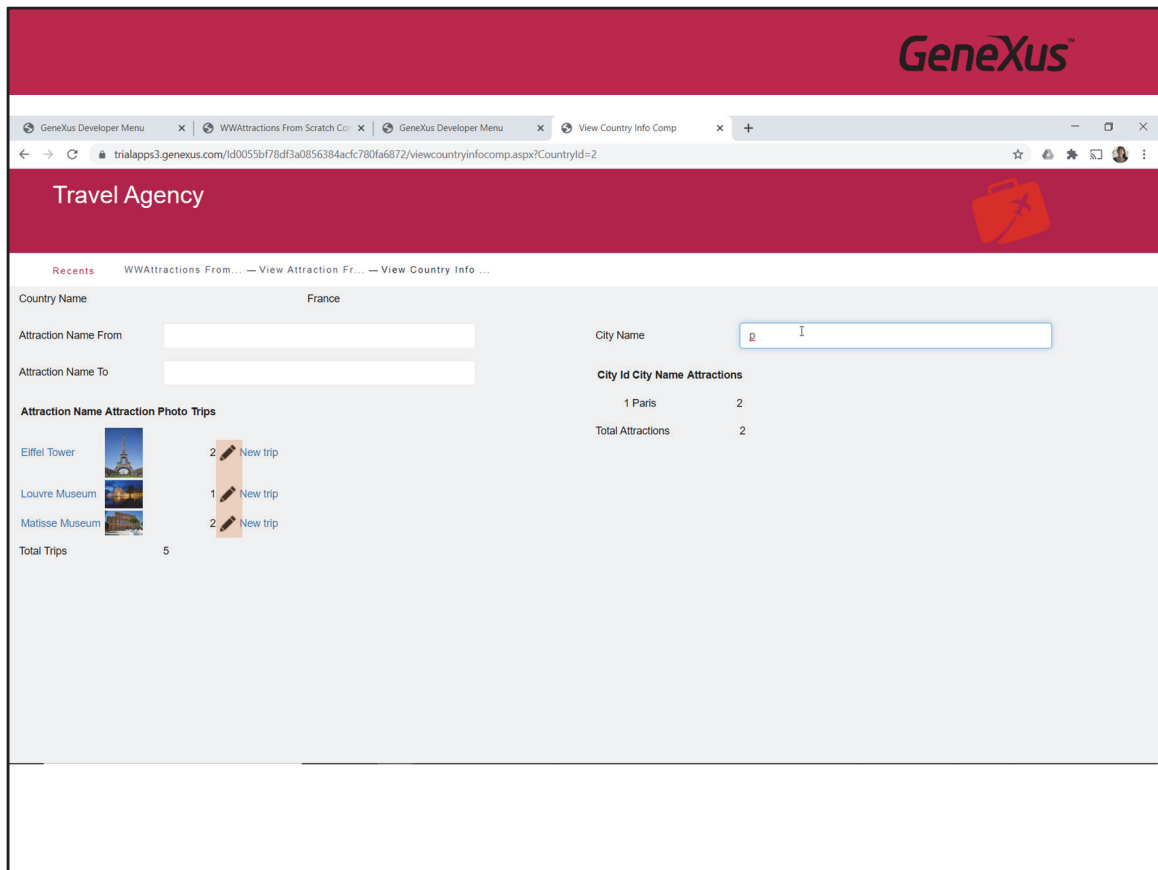 GeneXus™
GeneXus Developer Menu
WWAttractions From Scratch Cor
GeneXus Developer Menu
View Country Info Comp
trialapps3.genexus.com/Id0055bf78df3a0856384acfc780fa6872/viewcountryinfocomp.aspx?CountryId=2
Travel Agency
Recents WWAttractions From... — View Attraction Fr... — View Country Info ...
Country Name France
Attraction Name From
Attraction Name To
Attraction Name Attraction Photo Trips
Eiffel Tower 2 New trip
Louvre Museum 1 New trip
Matisse Museum 2 New trip
Total Trips 5
City Name p
City Id City Name Attractions
1 Paris 2
Total Attractions 2